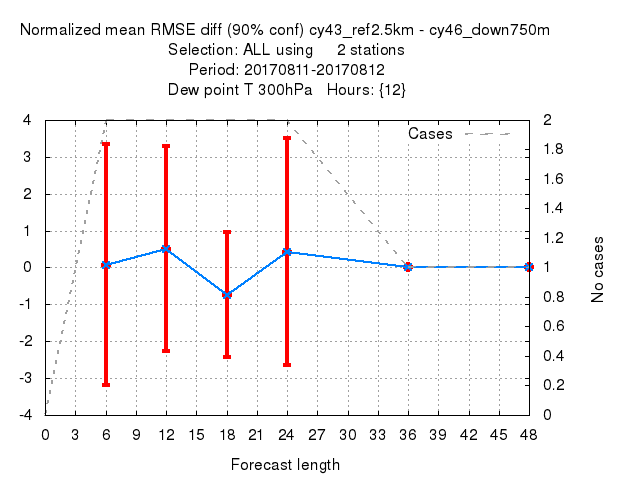 Normalized mean RMSE diff (90% conf) cy43_ref2.5km - cy46_down750m
Selection: ALL using 2 stations
Period: 20170811-20170812
Dew point T 300hPa Hours: {12}
Cases
4
3
2
1
0
-1
-2
-3
-4
2
1.8
1.6
1.4
1.2
1
0.8
0.6
0.4
0.2
0
No cases
0 3 6 9 12 15 18 21 24 27 30 33 36 39 42 45 48
Forecast length